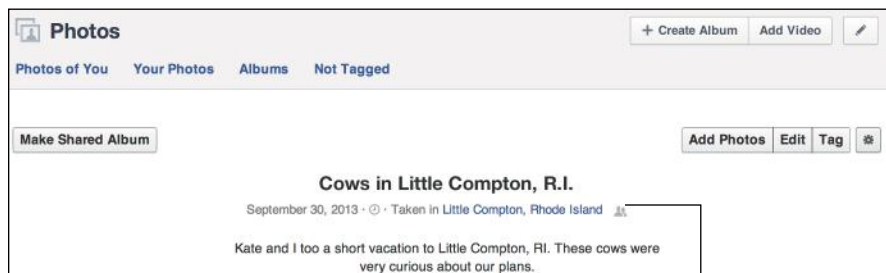 Photos
+ Create Album Add Video
Photos of You Your Photos Albums Not Tagged
Make Shared Album
Add Photos Edit Tag
Cows in Little Compton, R.I.
September 30, 2013 · Taken in Little Compton, Rhode Island
Kate and I too a short vacation to Little Compton, RI. These cows were
very curious about our plans.